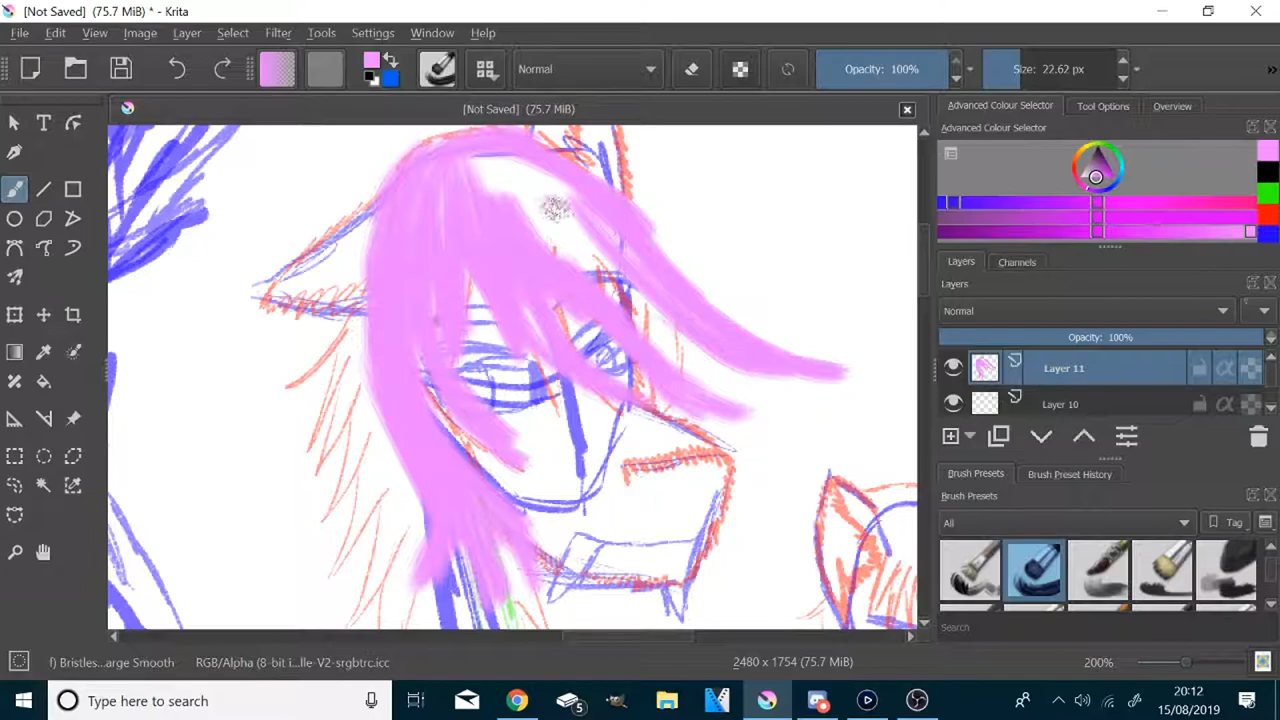 [Not Saved] (75.7 MiB) * - Krita
File Edit View Image Layer Select Filter Tools Settings Window Help
Normal
Opacity: 100%
Size: 22.62 px
[Not Saved] (75.7 MiB)
Advanced Colour Selector
Tool Options
Overview
Advanced Colour Selector
Layers
Channels
Layers
Normal
Opacity: 100%
Layer 11
Layer 10
Brush Presets
Brush Preset History
Brush Presets
All
Tag
Search
f) Bristles...arge Smooth
RGB/Alpha (8-bit i...lle-V2-srgbtrc.icc
2480 x 1754 (75.7 MiB)
200%
Type here to search
5
20:12
15/08/2019